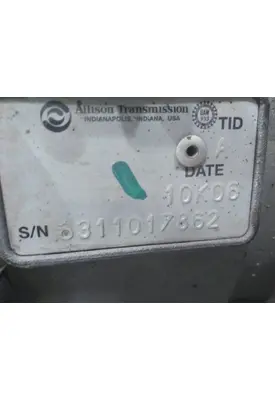 Allison Transmission
INDIANAPOLIS, INDIANA, USA
TID
A
DATE
10K06
S/N 6311017862